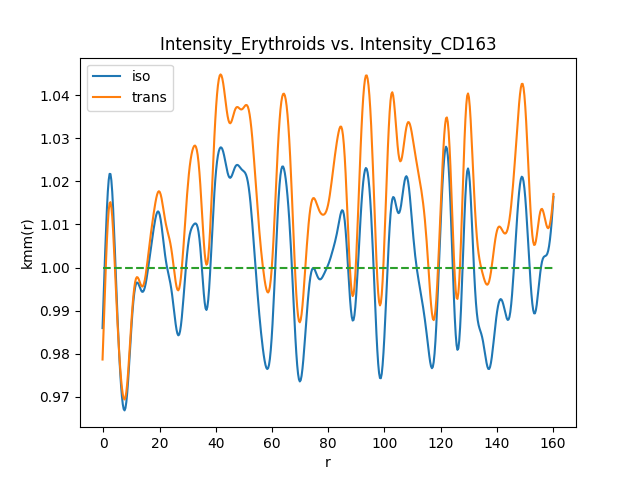 Intensity_Erythroids vs. Intensity_CD163
iso
trans
1.04
1.03
1.02
1.01
1.00
0.99
0.98
0.97
kmm(r)
0 20 40 60 80 100 120 140 160
r